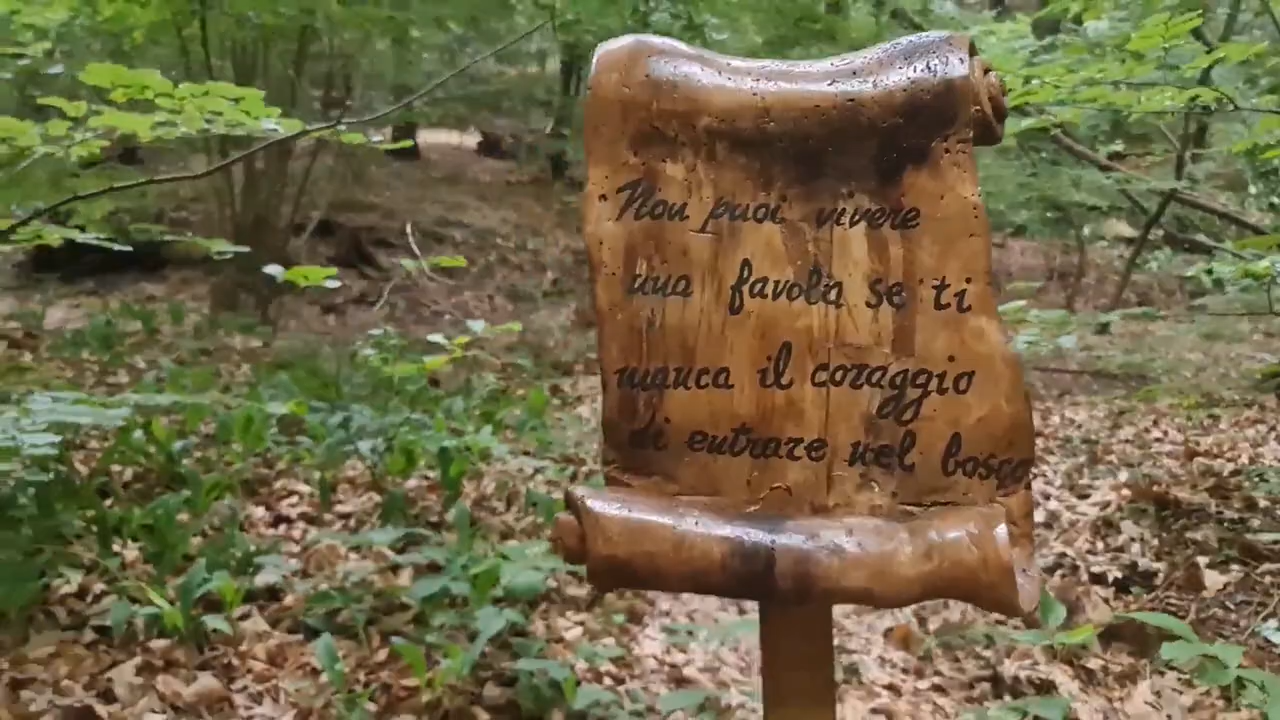 Non puoi vivere
una favola se ti
manca il coraggio
di entrare nel bosco